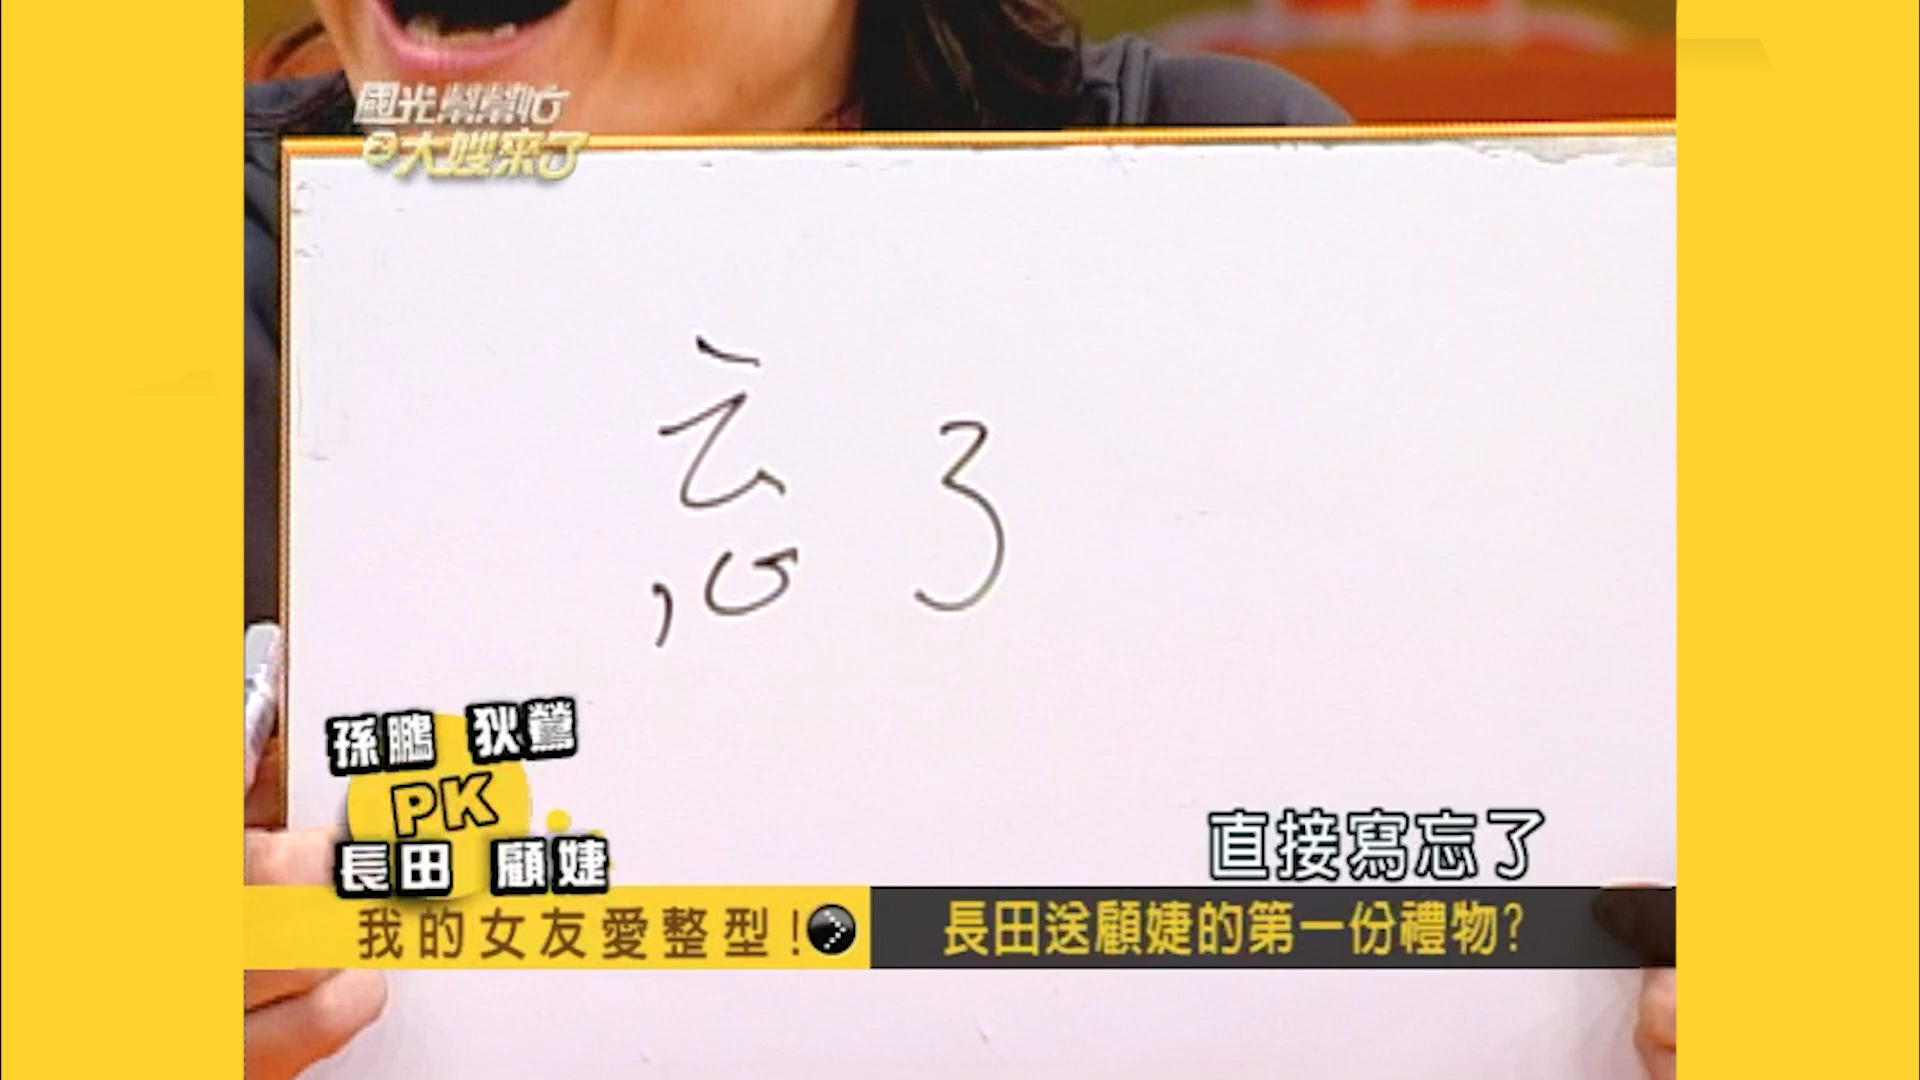 國光幫幫忙
之大嫂來了
忘了
孫鵬 狄鶯
PK
長田 顧婕
直接寫忘了
我的女友愛整型!
長田送顧婕的第一份禮物?